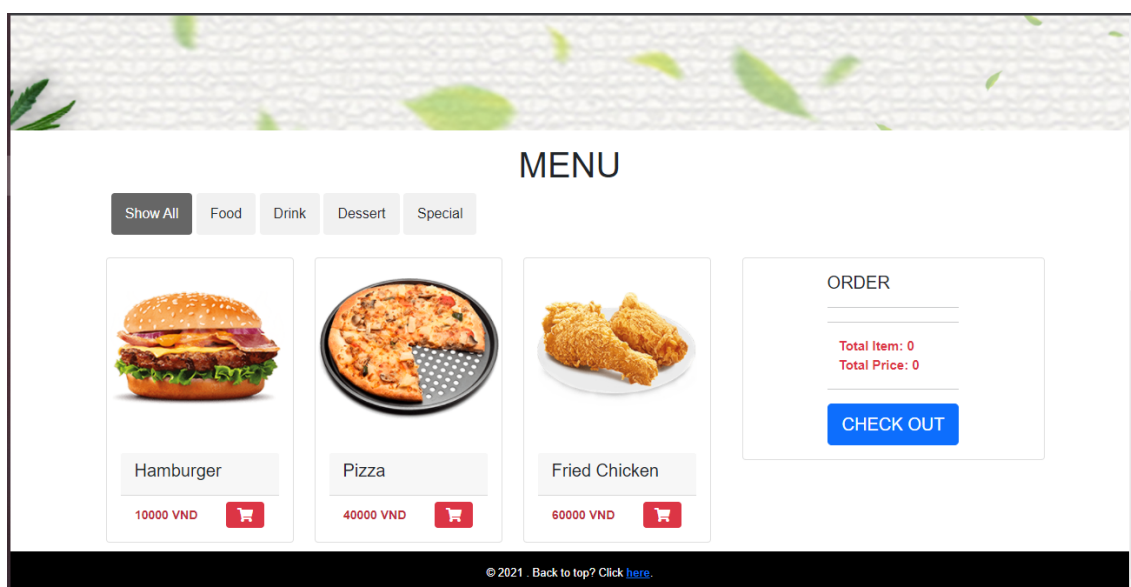 MENU
Show All Food Drink Dessert Special
Hamburger
10000 VND
Pizza
40000 VND
Fried Chicken
60000 VND
ORDER
Total Item: 0
Total Price: 0
CHECK OUT
© 2021 . Back to top? Click here.